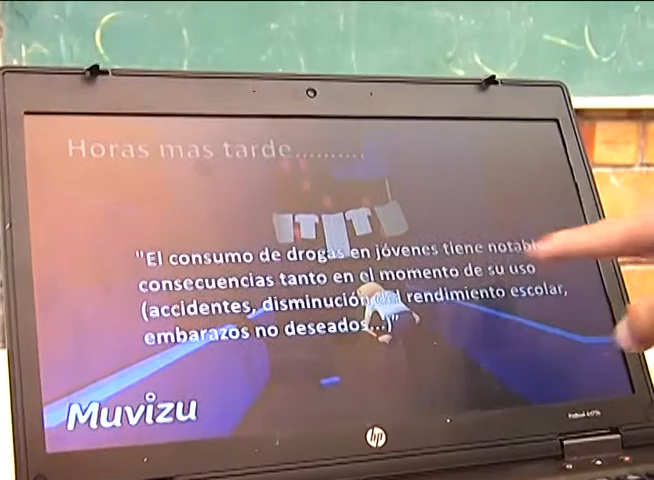 Horas mas tarde............
"El consumo de drogas en jóvenes tiene
consecuencias tanto en el momento de su uso
(accidentes, disminución del rendimiento escolar,
embarazos no deseados...)"
Muvizu
hp